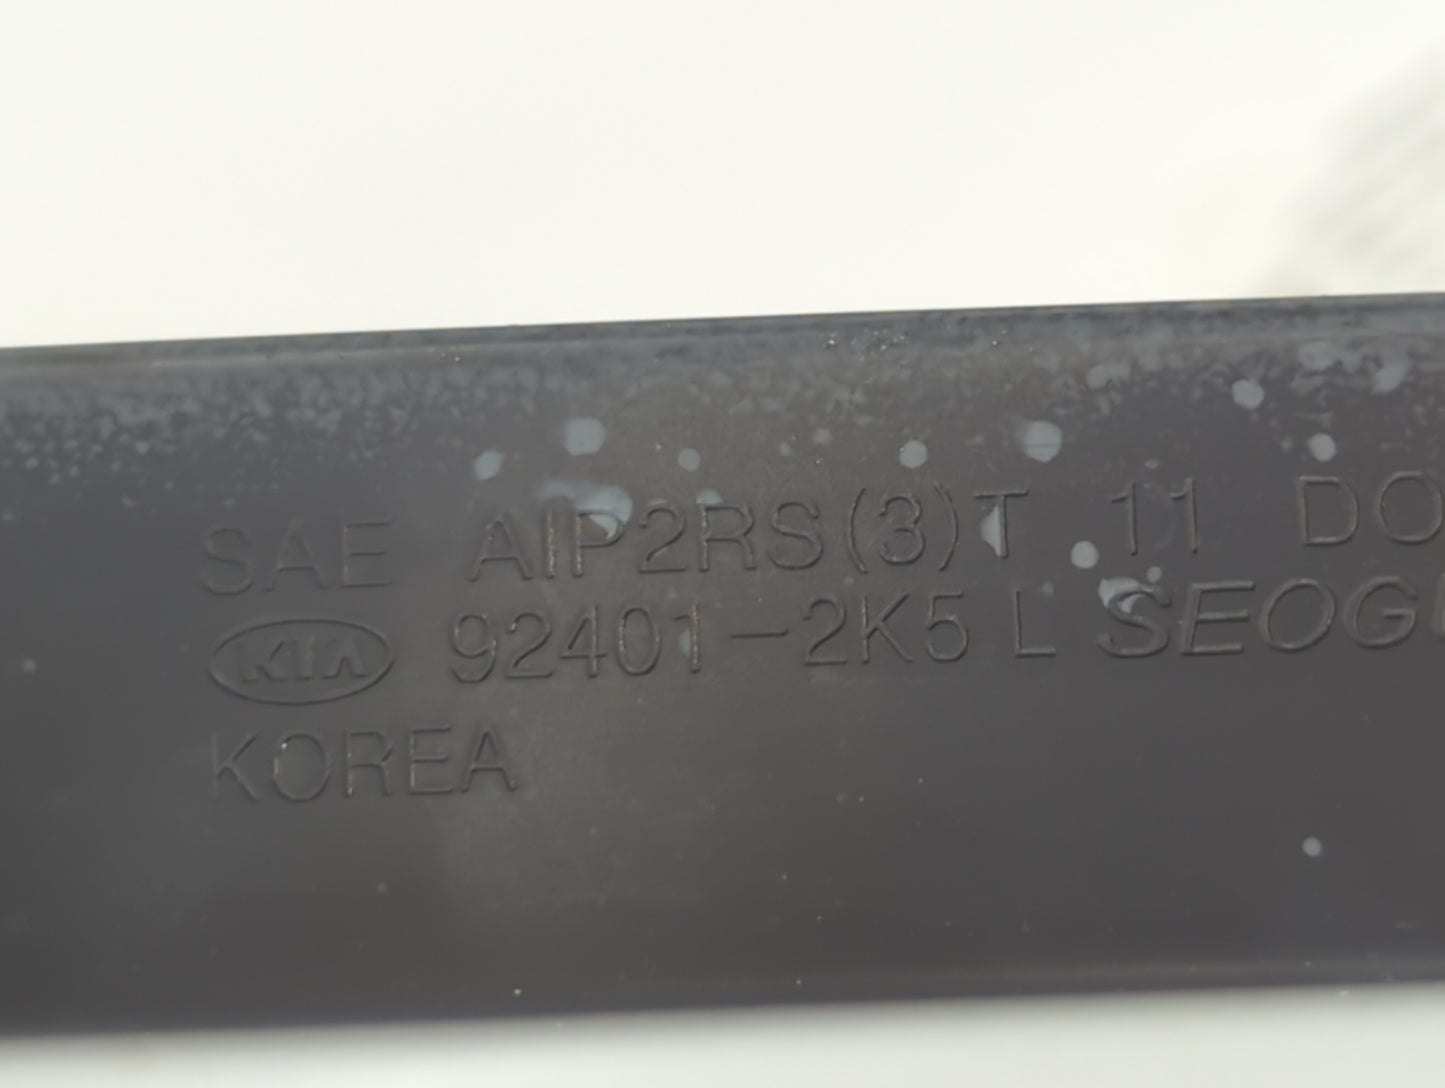 SAE AIP2RS(3)T 11 DO
KIA 92401-2K5 L SEOG
KOREA